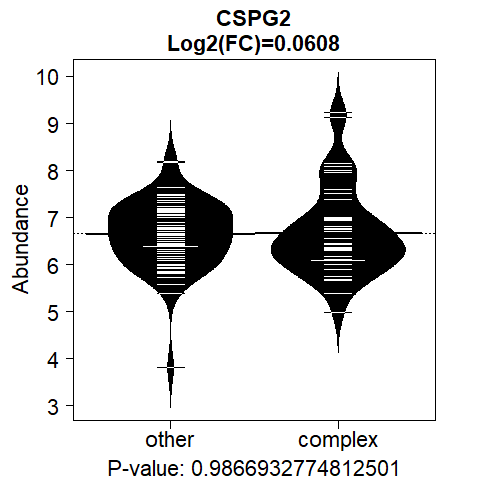 CSPG2
Log2(FC)=0.0608
10
9
8
7
6
5
4
3
Abundance
other complex
P-value: 0.9866932774812501